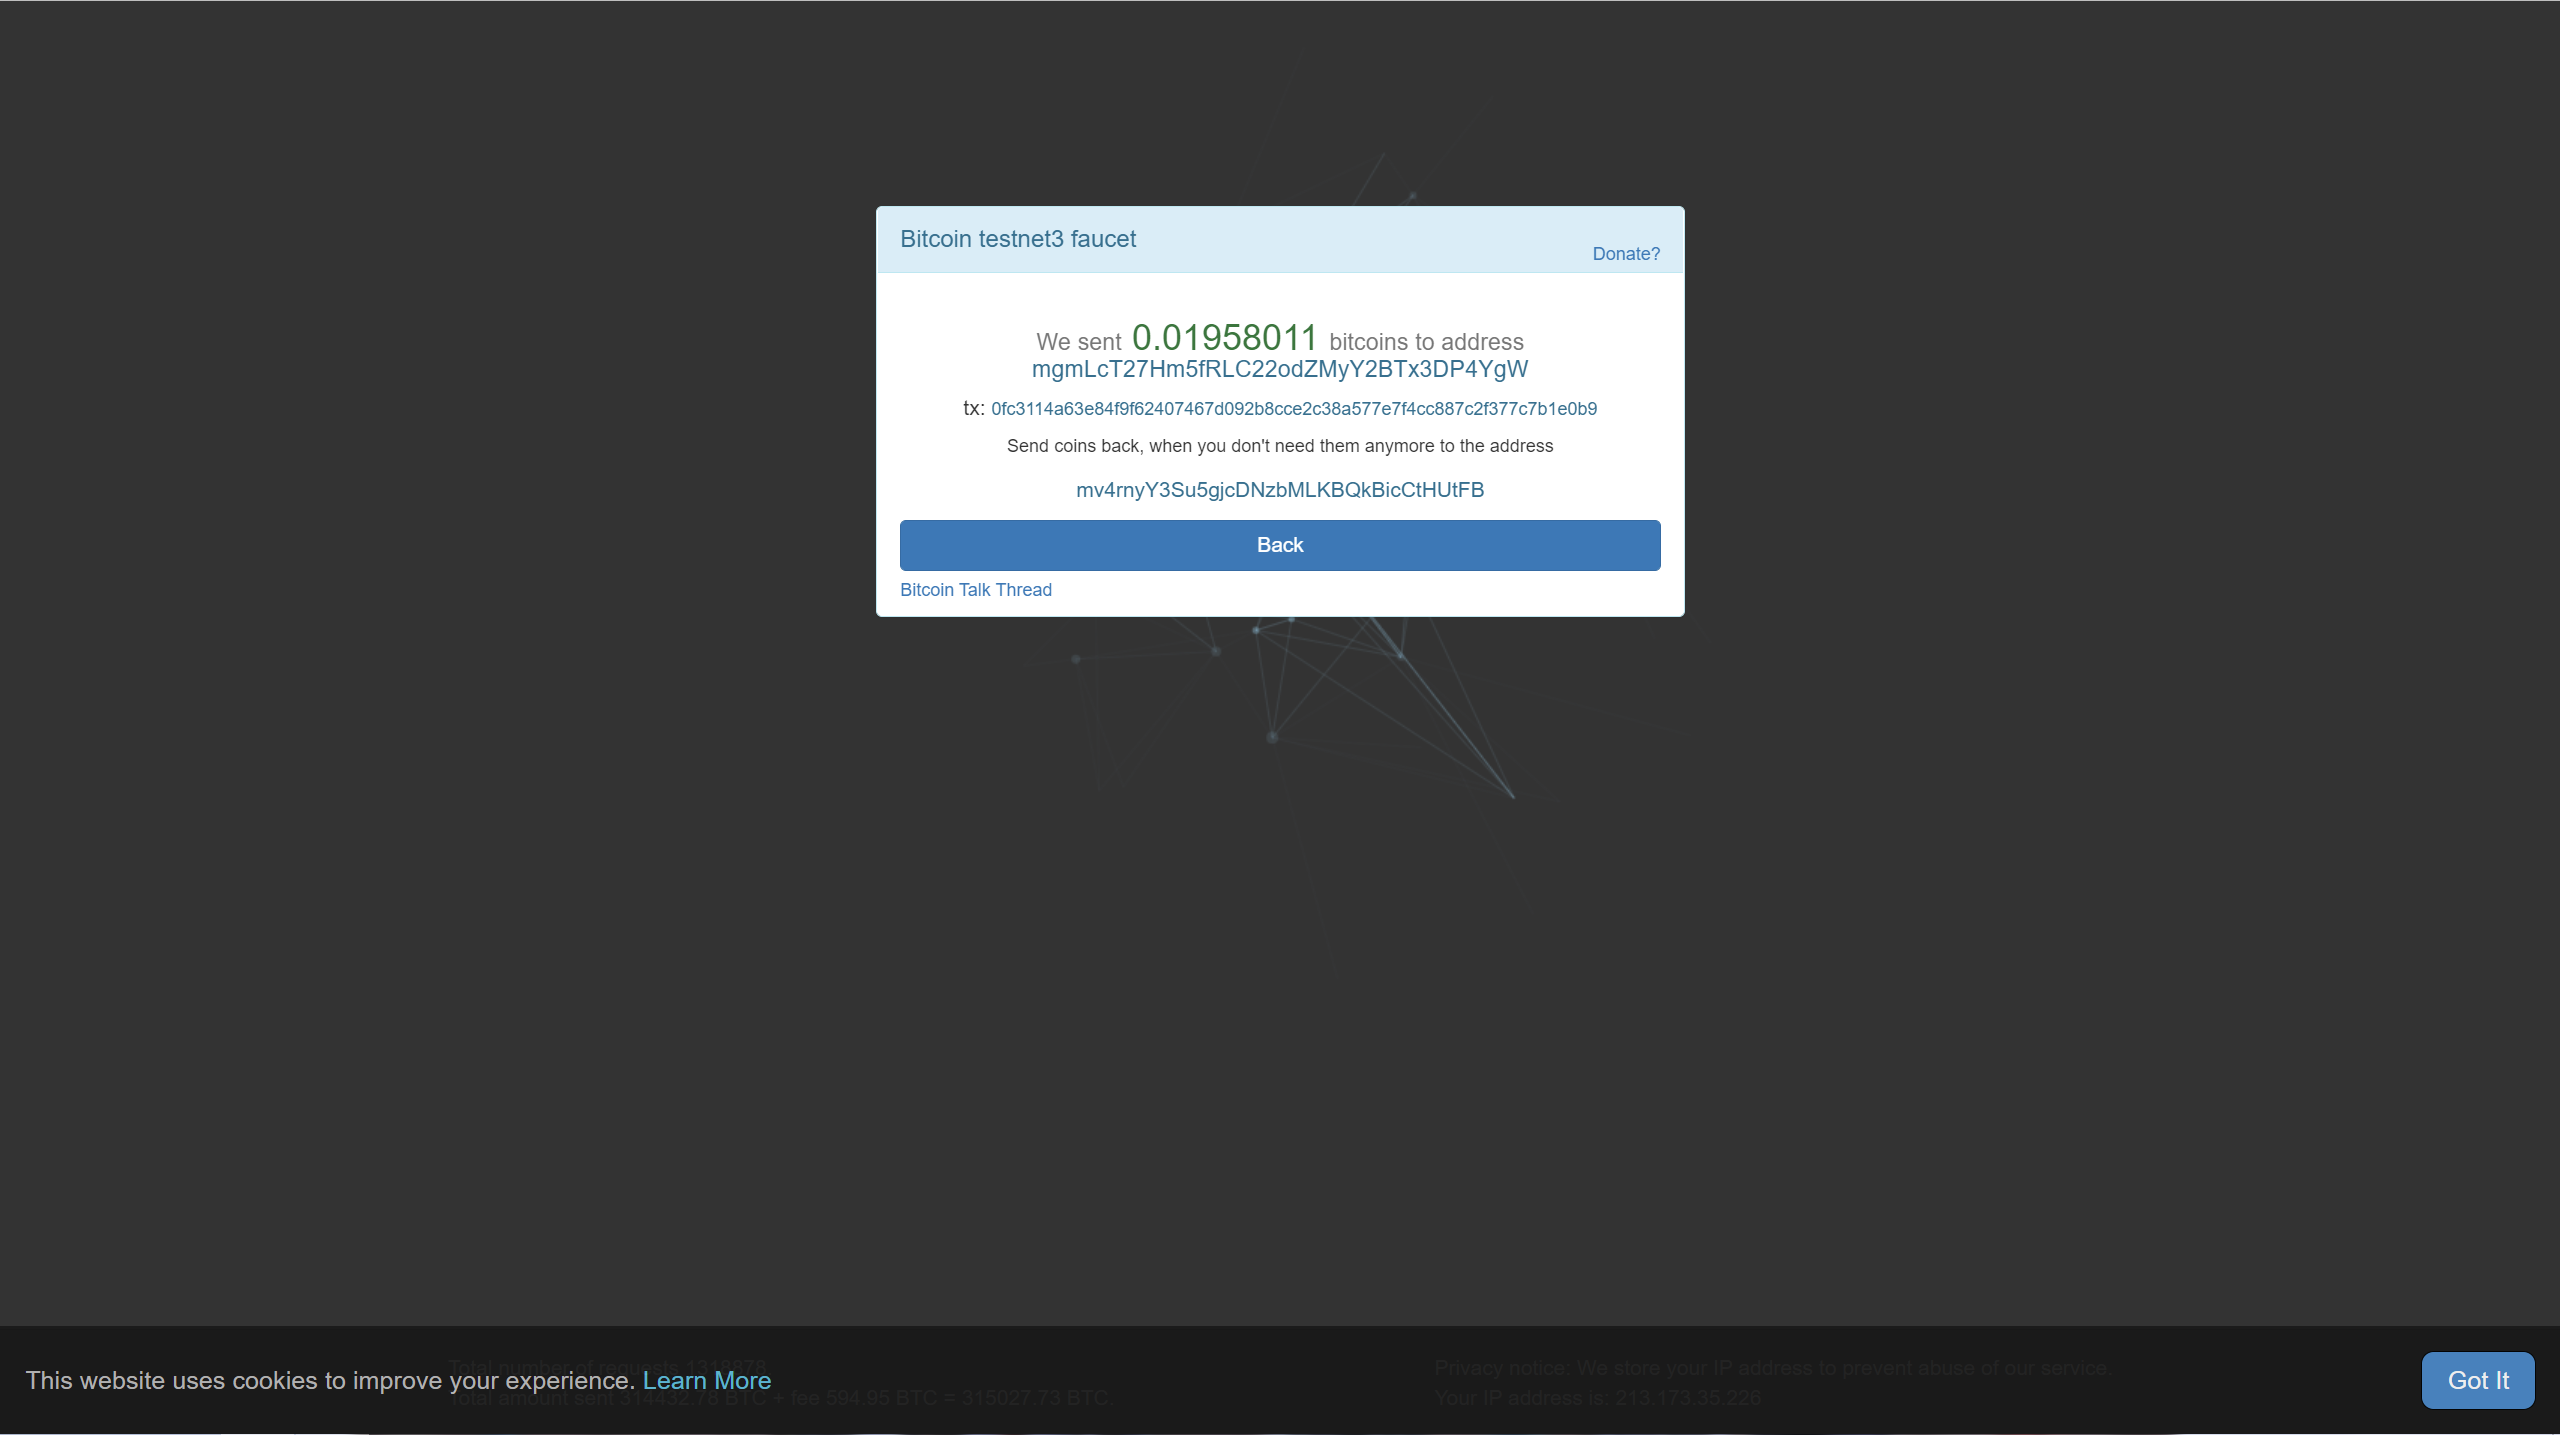 Bitcoin testnet3 faucet
Donate?
We sent 0.01958011 bitcoins to address
mgmLcT27Hm5fRLC22odZMyY2BTx3DP4YgW
tx: 0fc3114a63e84f9f62407467d092b8cce2c38a577e7f4cc887c2f377c7b1e0b9
Send coins back, when you don't need them anymore to the address
mv4rnyY3Su5gjcDNzbMLKBQkBicCtHUtFB
Back
Bitcoin Talk Thread
Total number of requests 1318878.
Total amount sent 314432.78 BTC + fee 594.95 BTC = 315027.73 BTC.
Privacy notice: We store your IP address to prevent abuse of our service.
Your IP address is: 213.173.35.226
This website uses cookies to improve your experience. Learn More
Got It